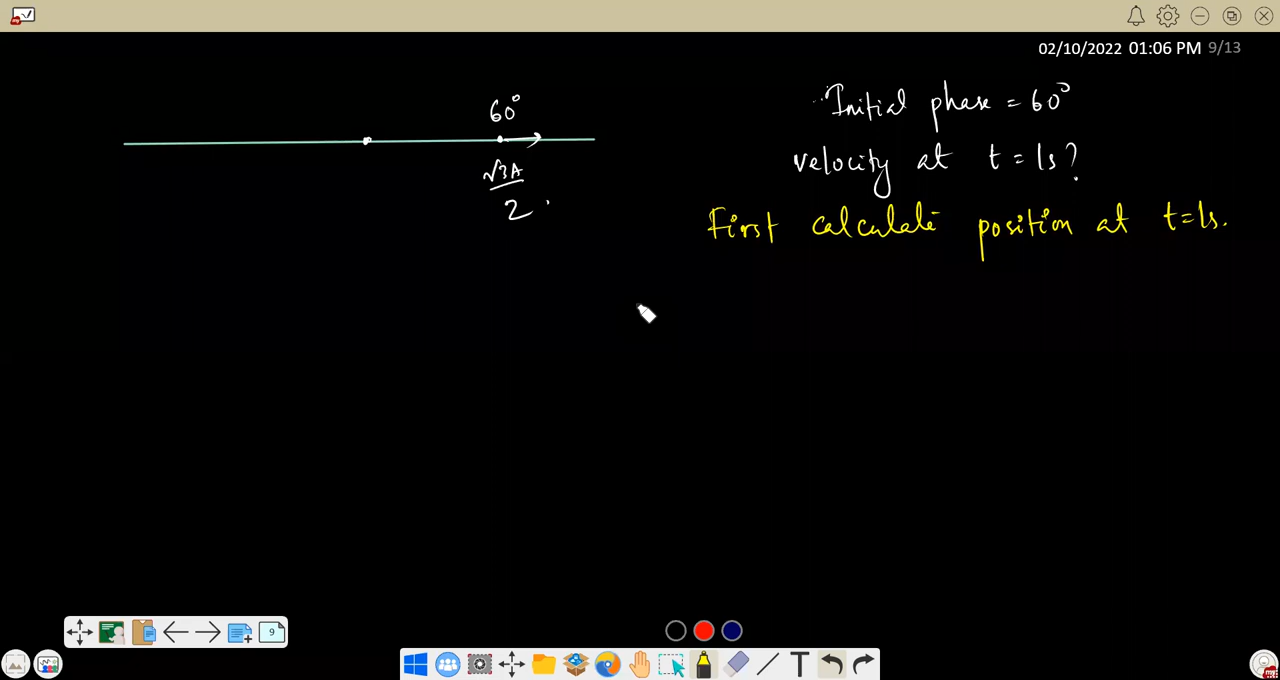 02/10/2022 01:06 PM 9/13
Initial phase = 60°
60°
velocity at t = 1s?
√3A
2
First calculate position at t=1s.
9
T